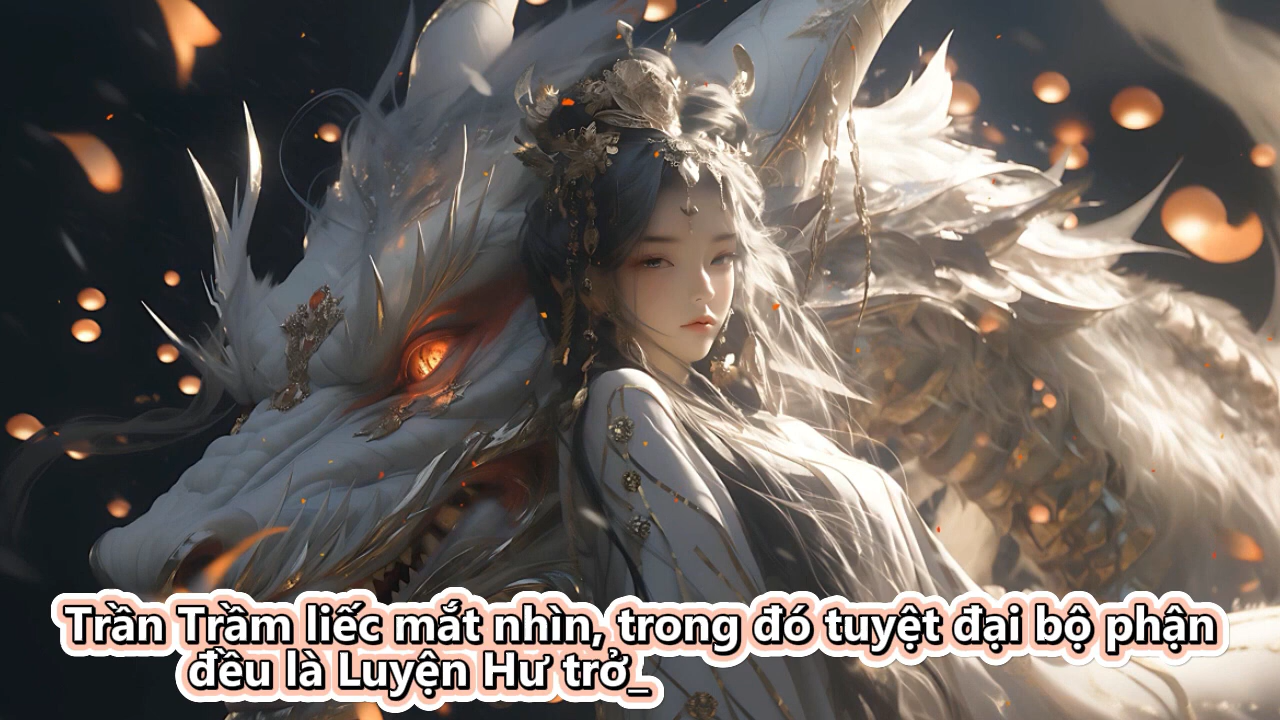 Trần Trầm liếc mắt nhìn, trong đó tuyệt đại bộ phận
đều là Luyện Hư trở_